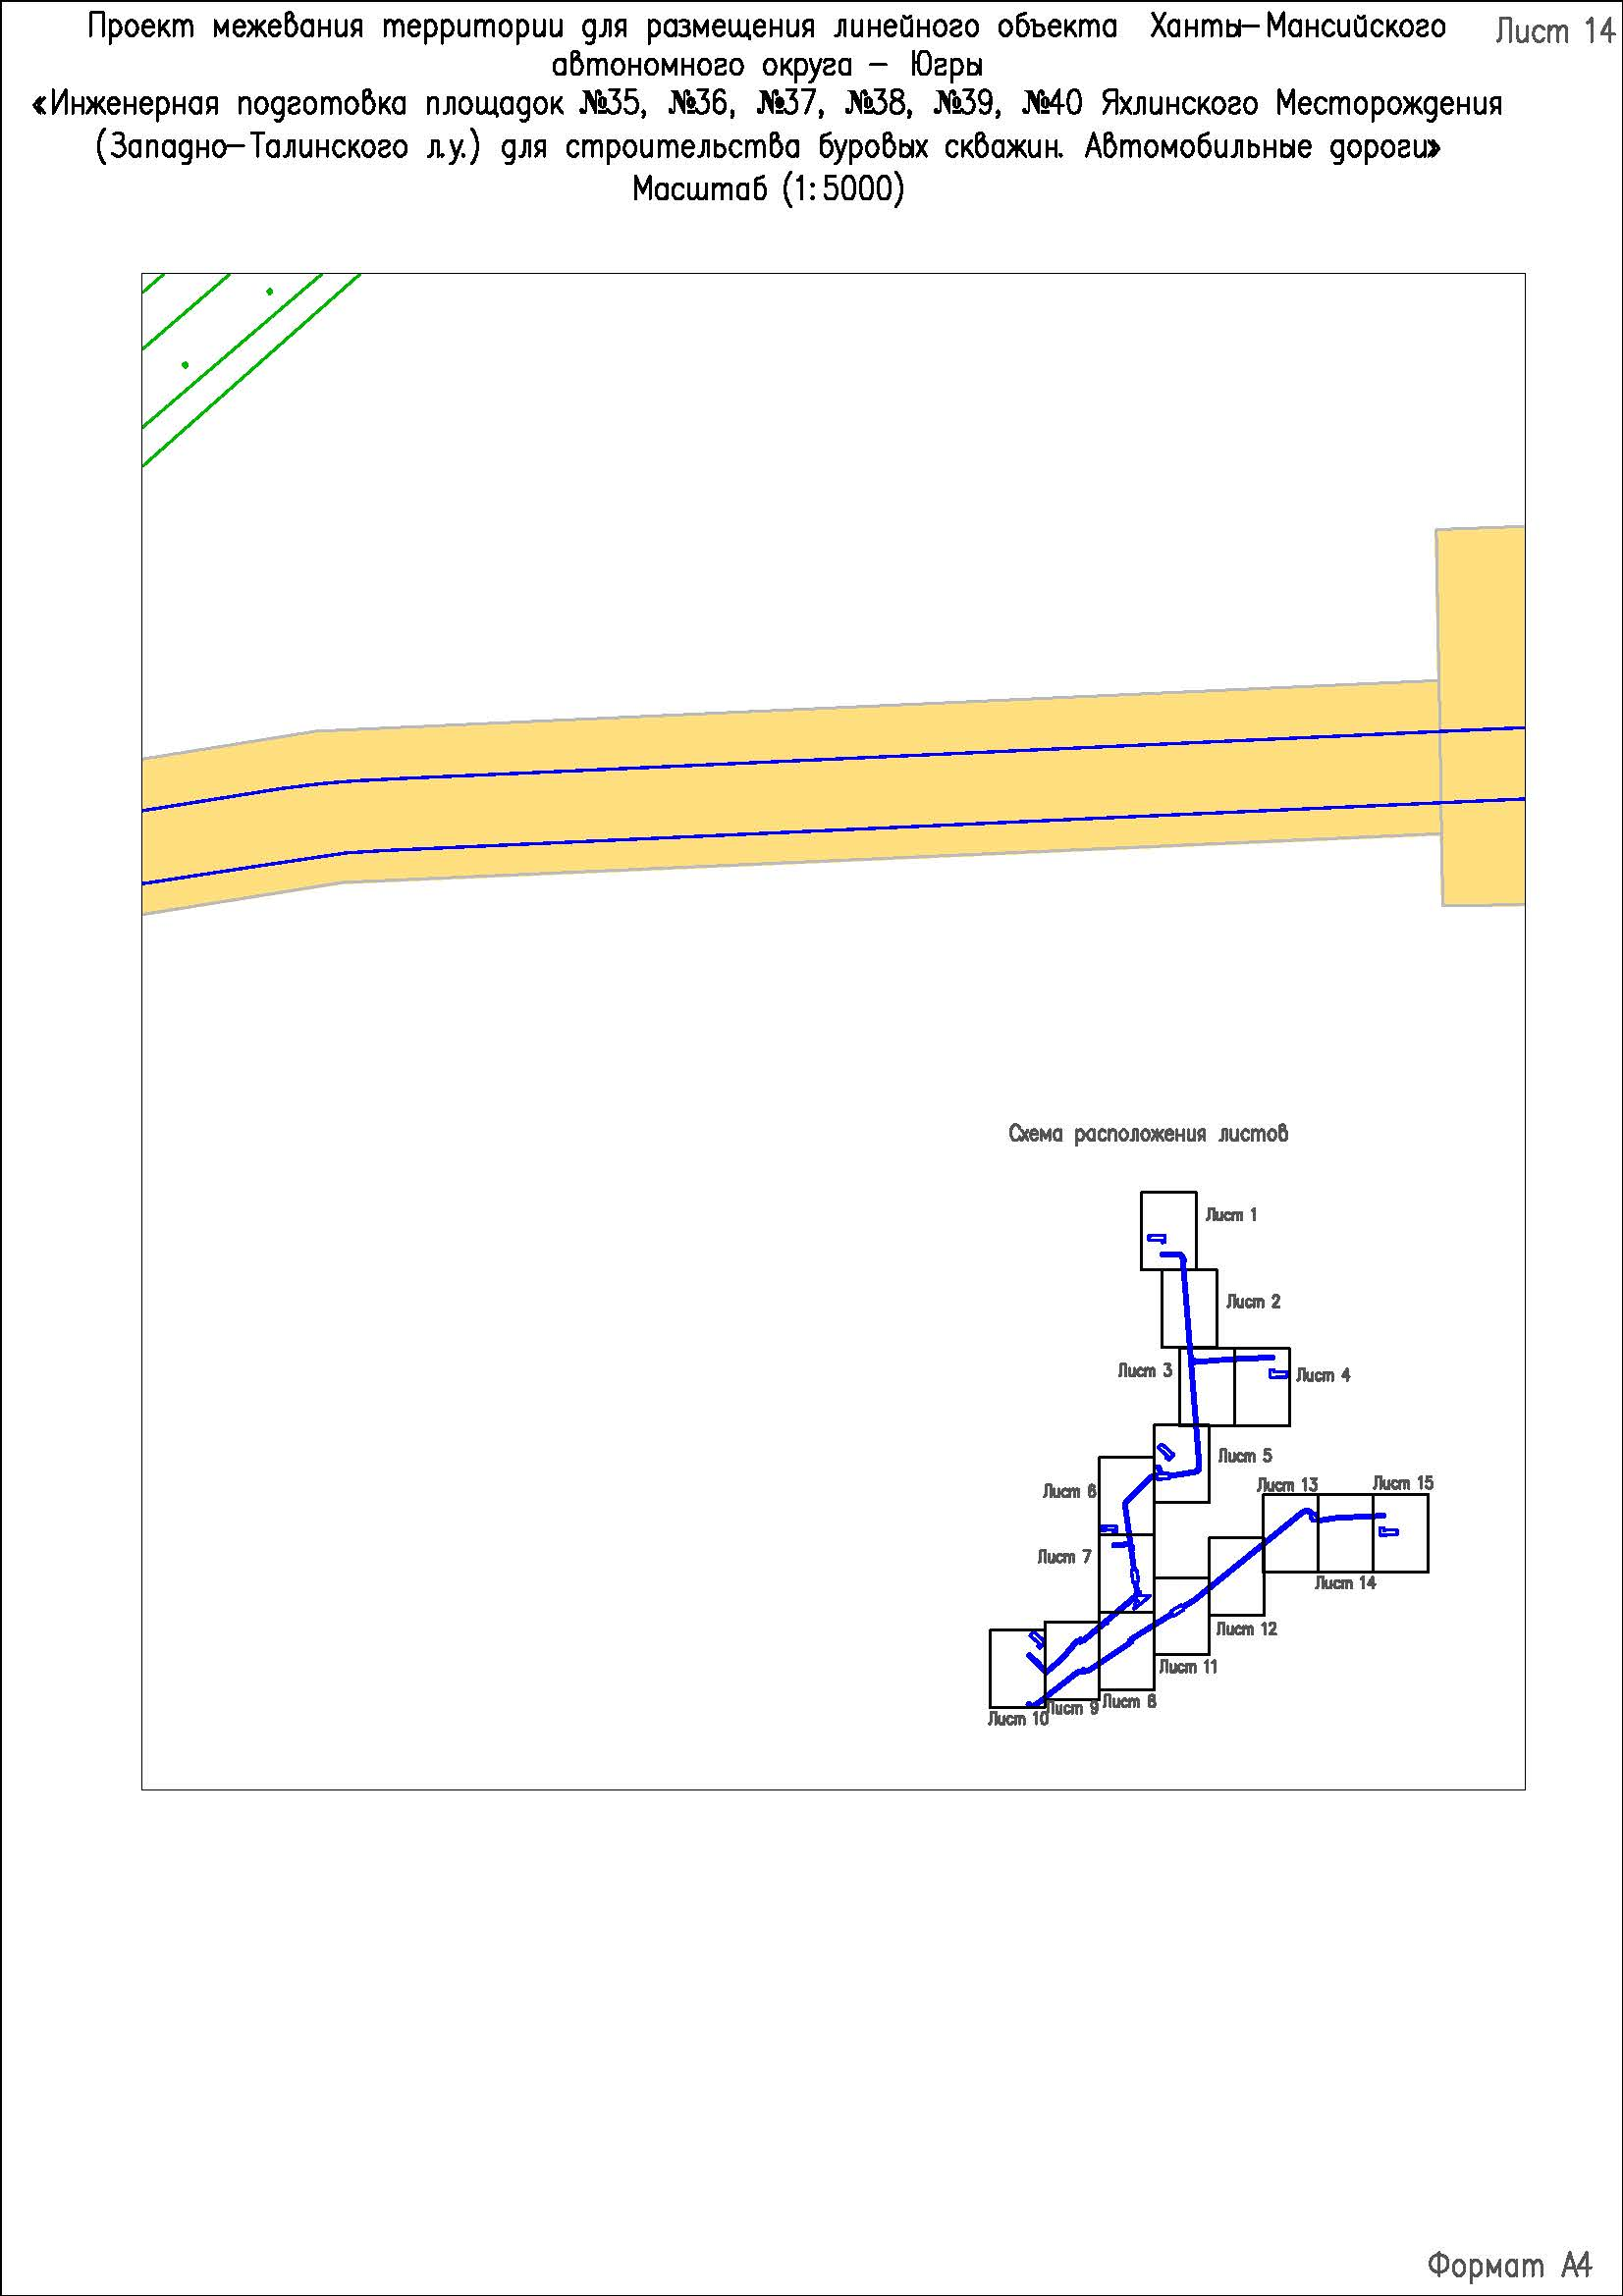 Проект межевания территории для размещения линейного объекта Ханты-Мансийского
Лист 14
автономного округа - Югры
«Инженерная подготовка площадок №35, №36, №37, №38, №39, №40 Яхлинского Месторождения
(Западно-Талинского л.у.) для строительства буровых скважин. Автомобильные дороги»
Масштаб (1:5000)
Схема расположения листов
Лист 1
Лист 2
Лист 3
Лист 4
Лист 5
Лист 6
Лист 13
Лист 15
Лист 7
Лист 14
Лист 12
Лист 11
Лист 8
Лист 9
Лист 10
Формат А4